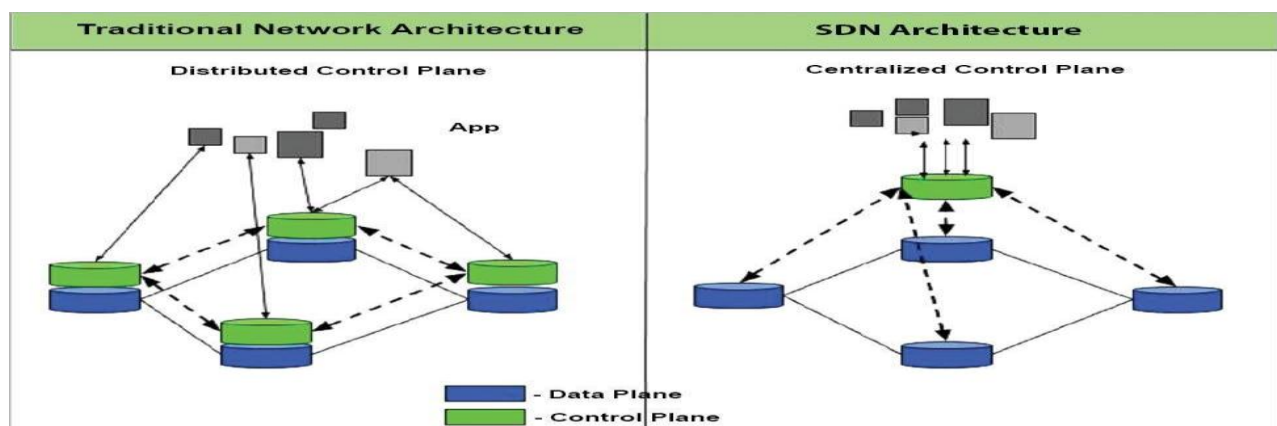 Traditional Network Architecture
SDN Architecture
Distributed Control Plane
Centralized Control Plane
App
- Data Plane
- Control Plane